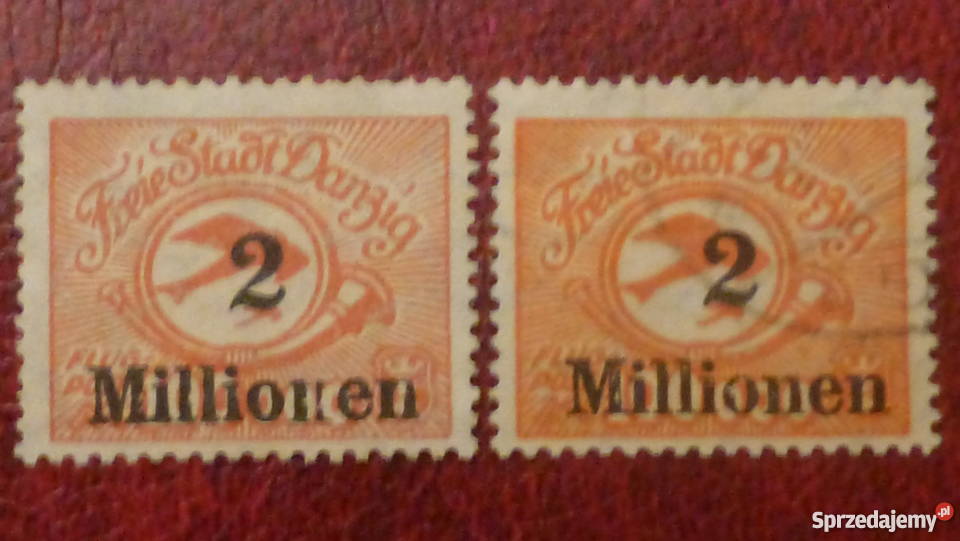 Freie Stadt Danzig
2
Millionen
Freie Stadt Danzig
2
Millionen
Sprzedajemy.pl